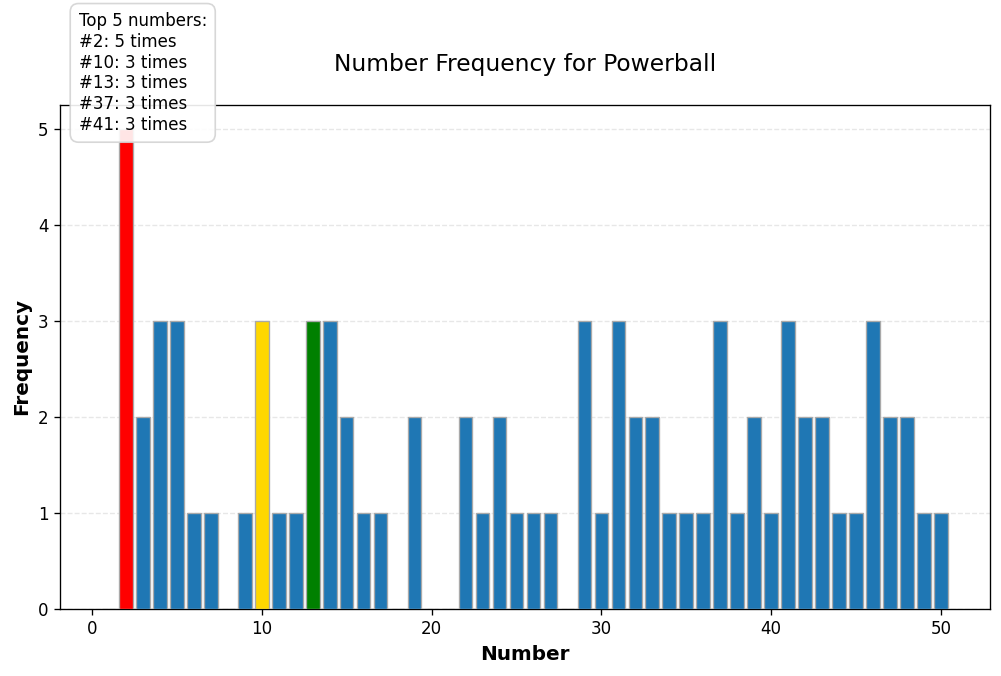 Top 5 numbers:
#2: 5 times
#10: 3 times
#13: 3 times
#37: 3 times
#41: 3 times
Number Frequency for Powerball
Frequency
5
4
3
2
1
0
0 10 20 30 40 50
Number